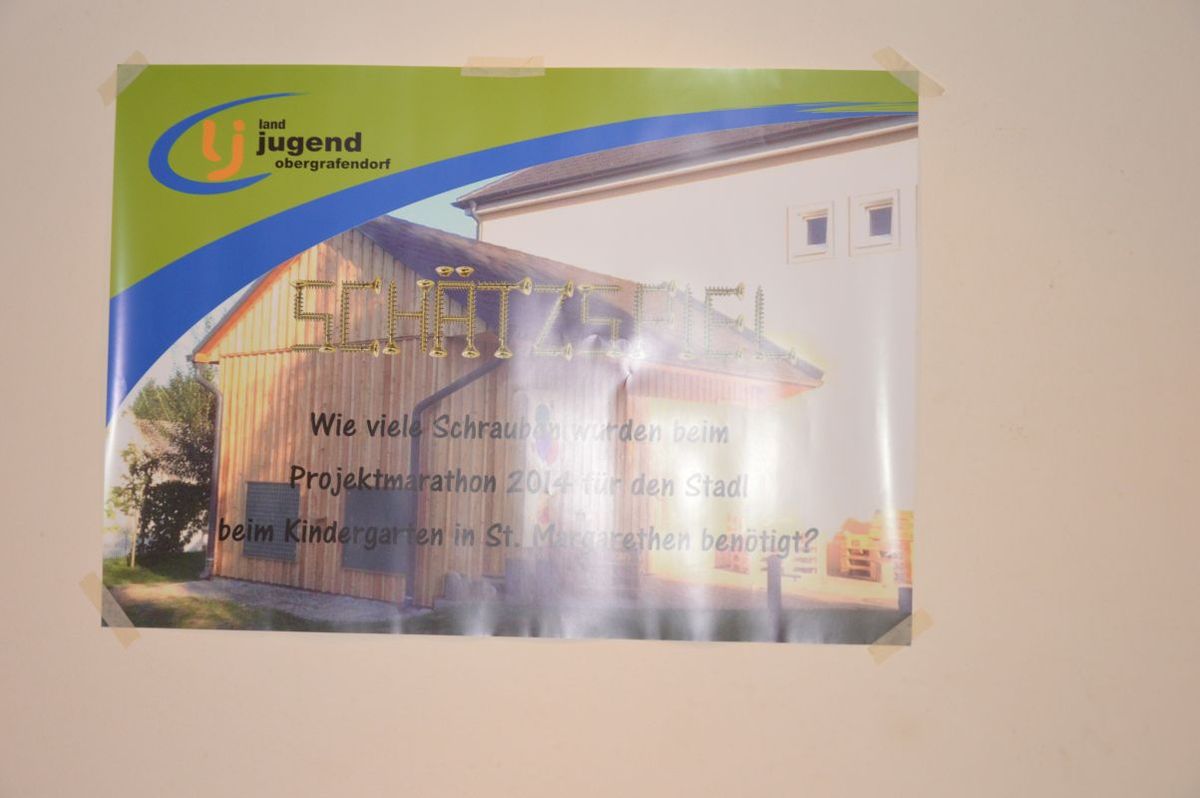 lj
land
jugend
obergrafendorf
SCHÄTZSPIEL
Wie viele Schrauben wurden beim
Projektmarathon 2014 für den Stadl
beim Kindergarten in St. Margarethen benötigt?